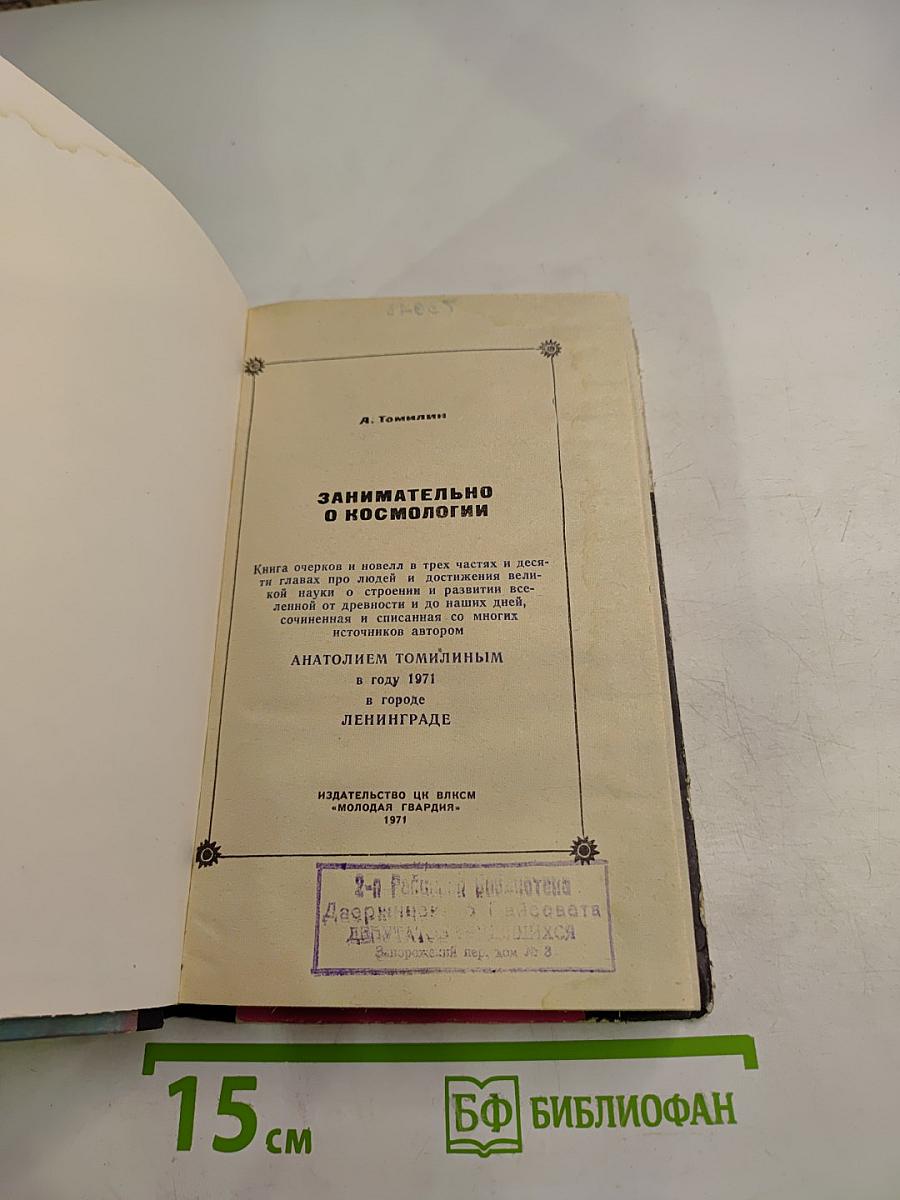 А. Томилин
ЗАНИМАТЕЛЬНО
О КОСМОЛОГИИ
Книга очерков и новелл в трех частях и деся-
ти главах про людей и достижения вели-
кой науки о строении и развитии все-
ленной от древности и до наших дней,
сочиненная и списанная со многих
источников автором
АНАТОЛИЕМ ТОМИЛИНЫМ
в году 1971
в городе
ЛЕНИНГРАДЕ
ИЗДАТЕЛЬСТВО ЦК ВЛКСМ
«МОЛОДАЯ ГВАРДИЯ»
1971
2-я
Запорожский пер. дом № 3
15 см
БФ БИБЛИОФАН